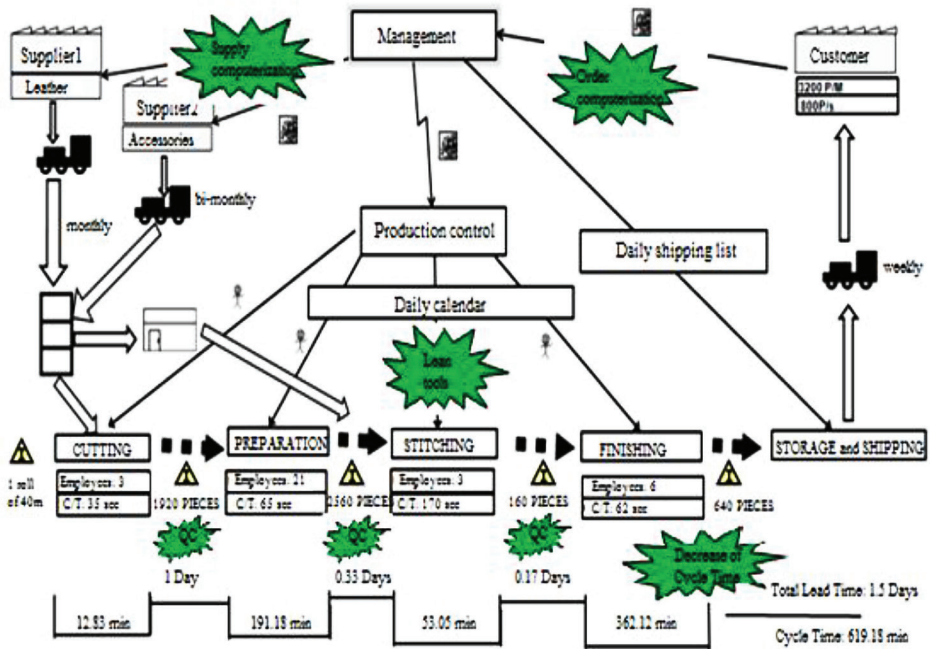 Management
Supplier1
Leather
Supply
computerization
Order
computerization
Customer
3200 P/M
800P/s
Supplier2
Accessories
monthly
bi-monthly
Production control
Daily shipping list
weekly
Daily calendar
Lean
tools
CUTTING
PREPARATION
STITCHING
FINISHING
STORAGE and SHIPPING
1 roll
of 40m
Employees: 3
C/T: 35 sec
1920 PIECES
Employees: 21
C/T: 65 sec
2560 PIECES
Employees: 3
C/T: 170 sec
160 PIECES
Employees: 6
C/T: 62 sec
640 PIECES
QC
QC
QC
Decrease of
Cycle Time
1 Day
0.33 Days
0.17 Days
Total Lead Time: 1.5 Days
12.83 min
191.18 min
53.05 min
362.12 min
Cycle Time: 619.18 min